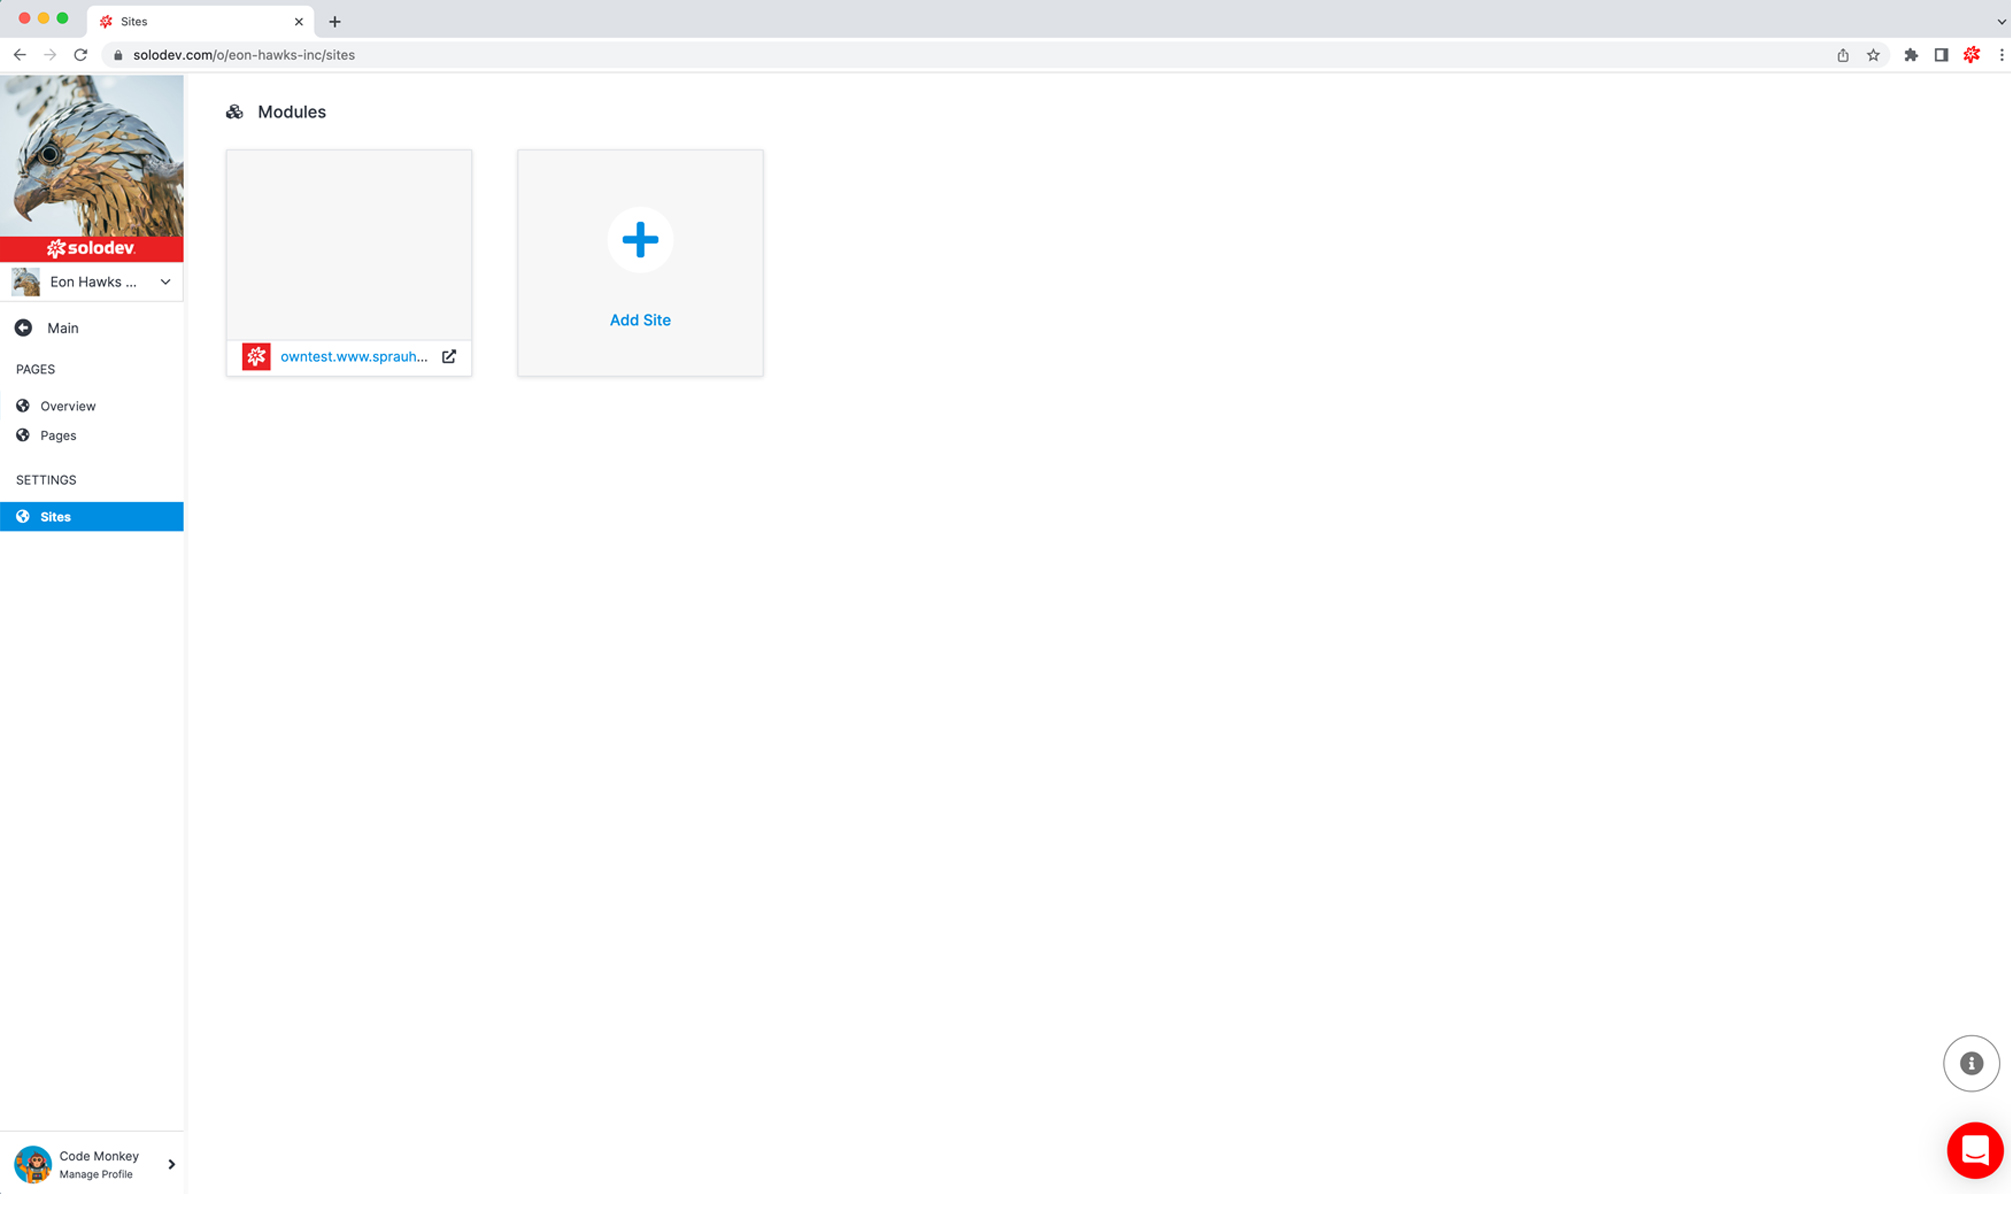 Sites
solodev.com/o/eon-hawks-inc/sites
solodev
Eon Hawks ...
Main
PAGES
Overview
Pages
SETTINGS
Sites
Modules
owntest.www.sprauh...
Add Site
Code Monkey
Manage Profile